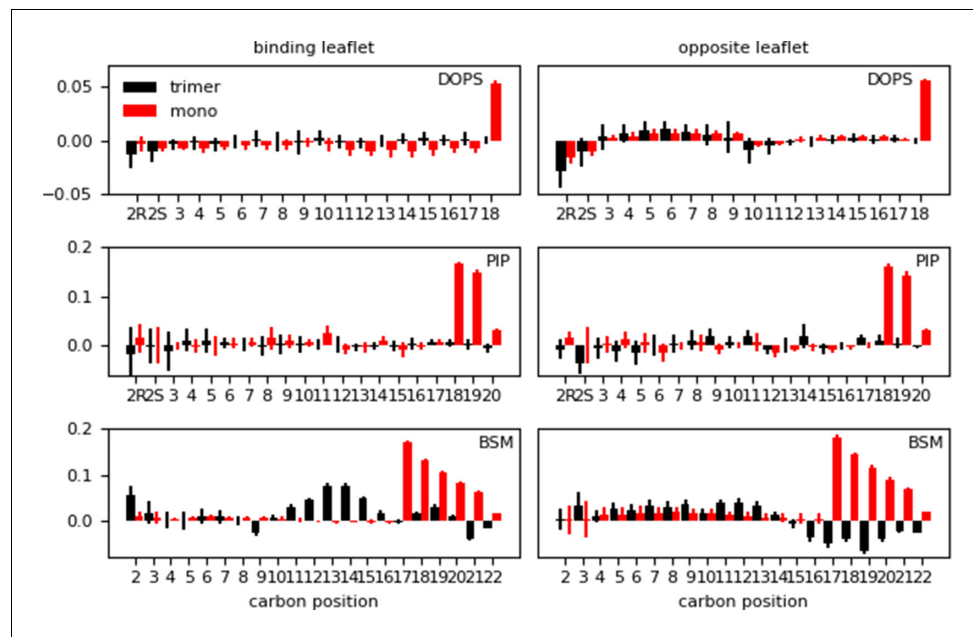 binding leaflet
opposite leaflet
DOPS
trimer
mono
0.05
0.00
−0.05
2R 2S 3 4 5 6 7 8 9 10 11 12 13 14 15 16 17 18
DOPS
2R 2S 3 4 5 6 7 8 9 10 11 12 13 14 15 16 17 18
PIP
0.2
0.1
0.0
2R2S 3 4 5 6 7 8 9 10 11 12 13 14 15 16 17 18 19 20
PIP
2R 2S 3 4 5 6 7 8 9 10 11 12 13 14 15 16 17 18 19 20
BSM
0.2
0.1
0.0
2 3 4 5 6 7 8 9 10 11 12 13 14 15 16 17 18 19 20 21 22
carbon position
BSM
2 3 4 5 6 7 8 9 10 11 12 13 14 15 16 17 18 19 20 21 22
carbon position